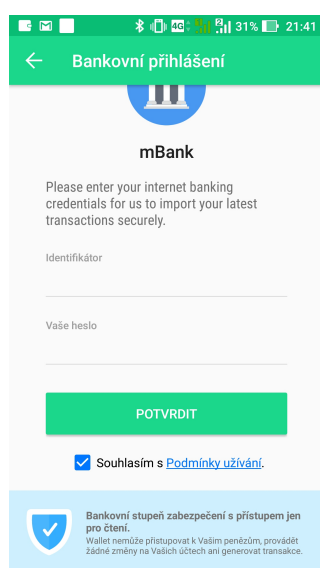 4G 2 31% 21:41
Bankovní přihlášení
mBank
Please enter your internet banking
credentials for us to import your latest
transactions securely.
Identifikátor
Vaše heslo
POTVRDIT
Souhlasím s Podmínky užívání.
Bankovní stupeň zabezpečení s přístupem jen
pro čtení.
Wallet nemůže přistupovat k Vašim penězům, provádět
žádné změny na Vašich účtech ani generovat transakce.